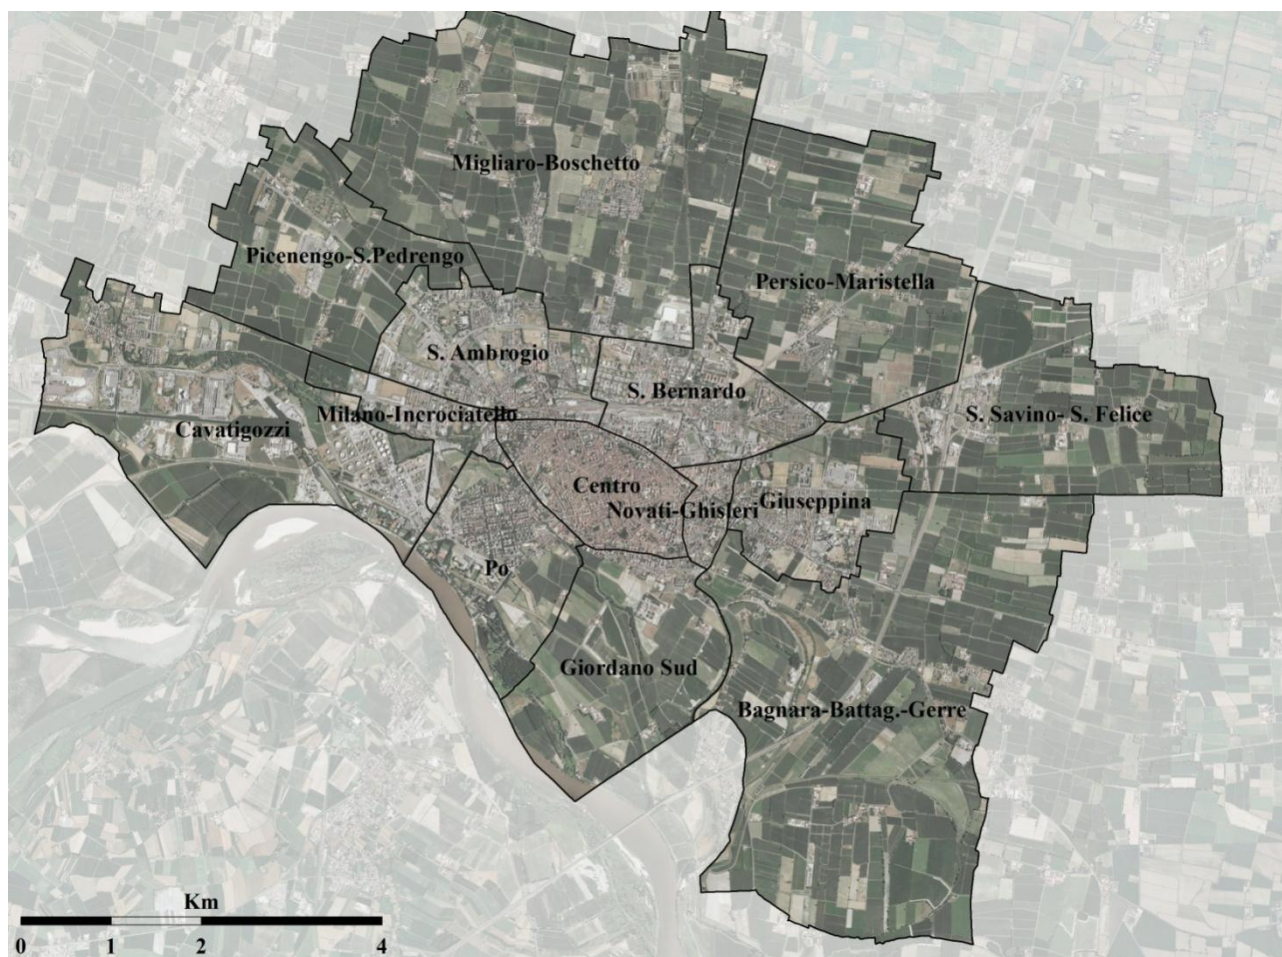 Migliaro-Boschetto
Picenengo-S.Pedrengo
Persico-Maristella
S. Ambrogio
S. Bernardo
Milano-Incrociatello
S. Savino- S. Felice
Cavatigozzi
Centro
Giuseppina
Novati-Ghisleri
Po
Giordano Sud
Bagnara-Battag.-Gerre
Km
0 1 2 4